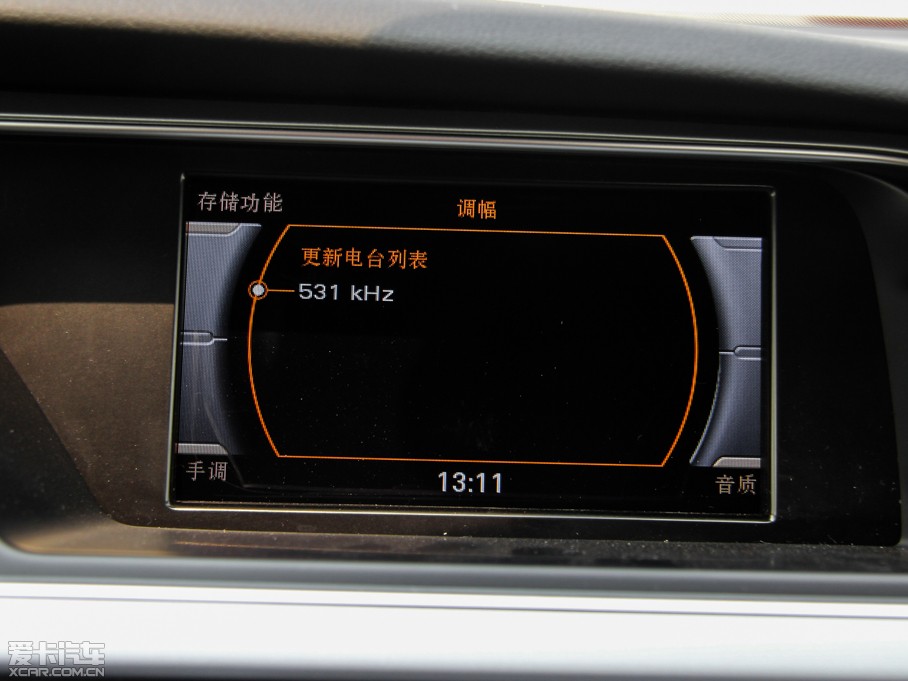 存储功能
调幅
更新电台列表
531 kHz
手调
13:11
音质
爱卡汽车
XCAR.COM.CN